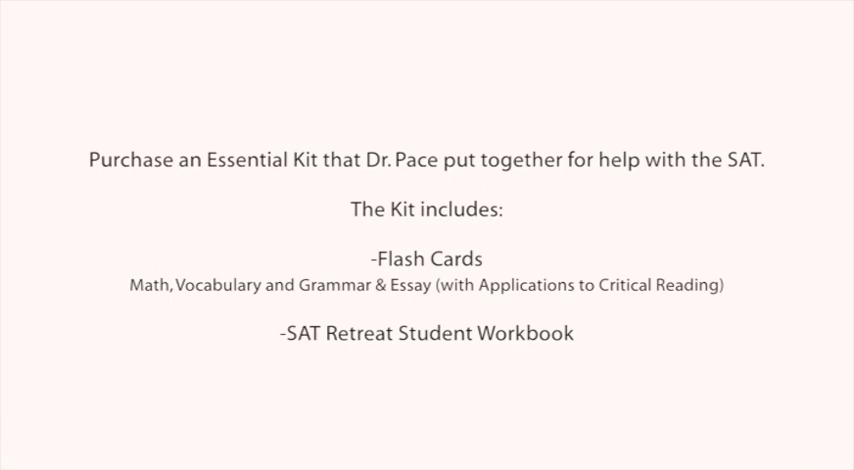 Purchase an Essential Kit that Dr. Pace put together for help with the SAT.
The Kit includes:
-Flash Cards
Math, Vocabulary and Grammar & Essay (with Applications to Critical Reading)
-SAT Retreat Student Workbook